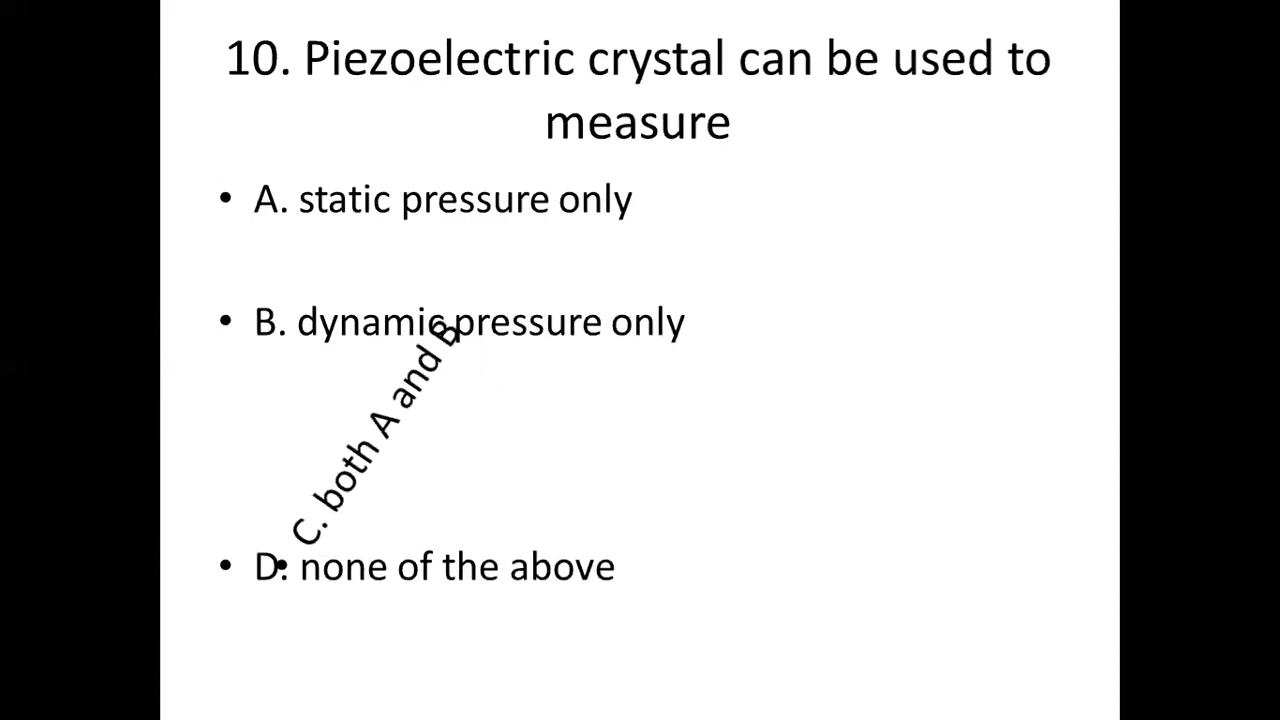 10. Piezoelectric crystal can be used to
measure
• A. static pressure only
• B. dynamic pressure only
• C. both A and B
• D. none of the above